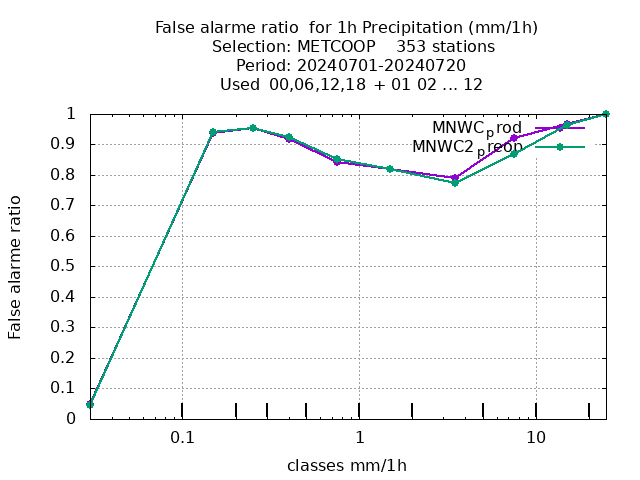 False alarme ratio  for 1h Precipitation (mm/1h)
Selection: METCOOP    353 stations
Period: 20240701-20240720
Used  00,06,12,18  + 01 02 ... 12
1
0.9
0.8
0.7
0.6
0.5
0.4
0.3
0.2
0.1
0
False alarme ratio
MNWCprod
MNWC2preop
0.1
1
10
classes mm/1h